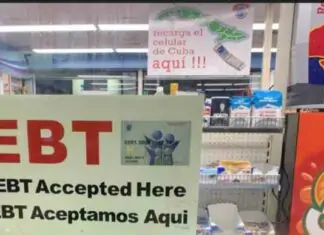 recarga el
celular
de Cuba
aquí !!!
EBT
EBT Accepted Here
EBT Aceptamos Aqui